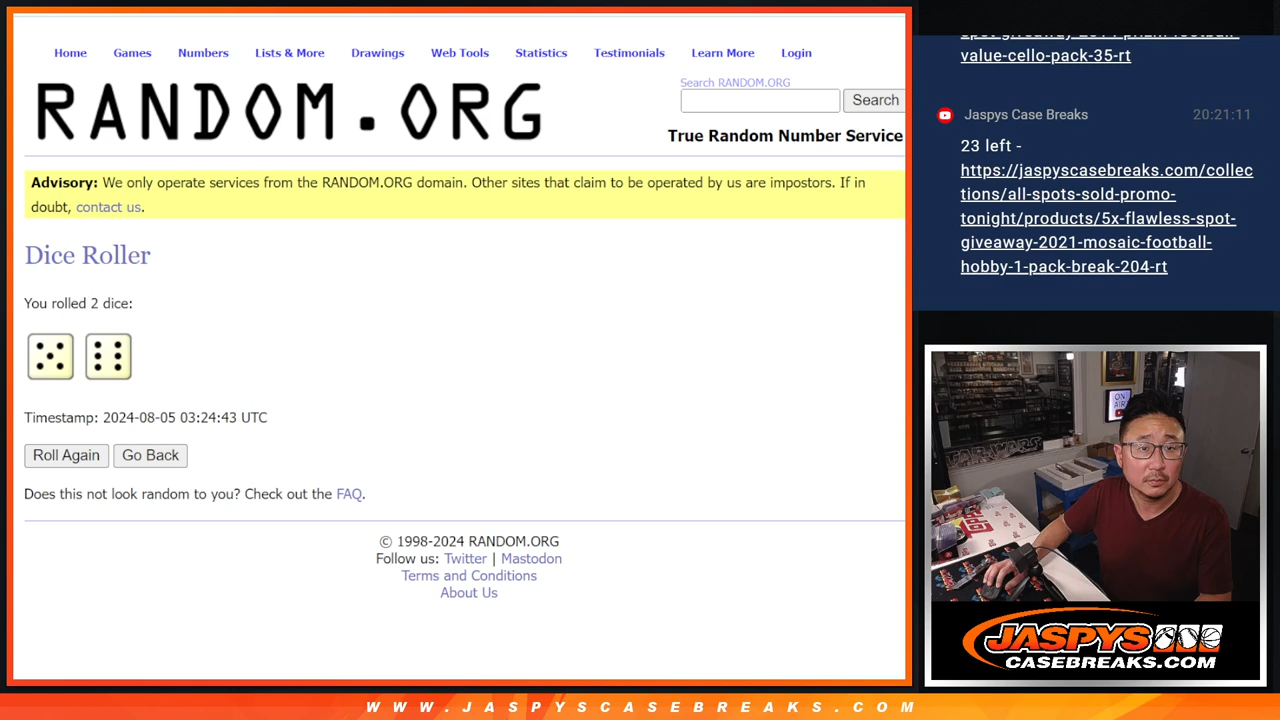 Home Games Numbers Lists & More Drawings Web Tools Statistics Testimonials Learn More Login
RANDOM.ORG
Search RANDOM.ORG
Search
True Random Number Service
Advisory: We only operate services from the RANDOM.ORG domain. Other sites that claim to be operated by us are impostors. If in
doubt, contact us.
Dice Roller
You rolled 2 dice:
Timestamp: 2024-08-05 03:24:43 UTC
Roll Again Go Back
Does this not look random to you? Check out the FAQ.
© 1998-2024 RANDOM.ORG
Follow us: Twitter | Mastodon
Terms and Conditions
About Us
value-cello-pack-35-rt
Jaspys Case Breaks 20:21:11
23 left -
https://jaspyscasebreaks.com/collec
tions/all-spots-sold-promo-
tonight/products/5x-flawless-spot-
giveaway-2021-mosaic-football-
hobby-1-pack-break-204-rt
ON
AIR
STAR WARS
JASPYS
CASEBREAKS.COM
WWW.JASPYSCASEBREAKS.COM